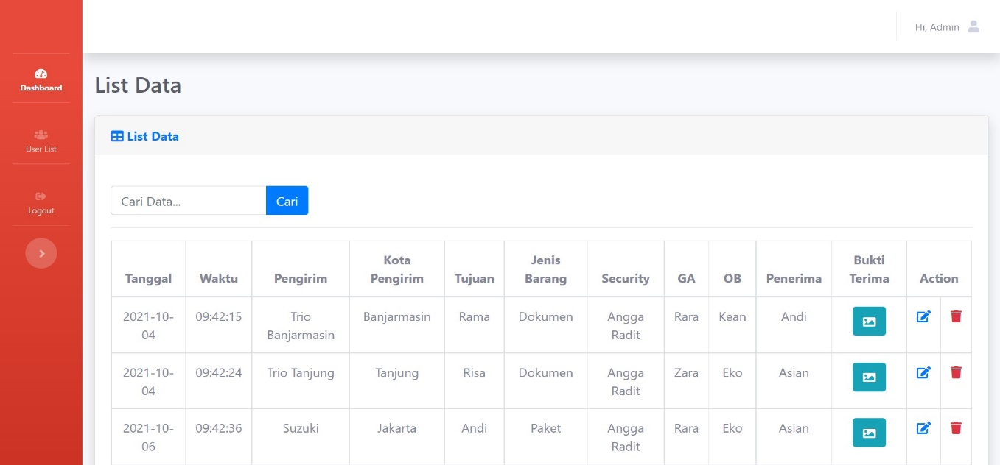 Hi, Admin
Dashboard
User List
Logout
List Data
List Data
Cari Data...
Cari
Tanggal Waktu Pengirim Kota Pengirim Tujuan Jenis Barang Security GA OB Penerima Bukti Terima Action
2021-10-04 09:42:15 Trio Banjarmasin Banjarmasin Rama Dokumen Angga Radit Rara Kean Andi
2021-10-04 09:42:24 Trio Tanjung Tanjung Risa Dokumen Angga Radit Zara Eko Asian
2021-10-06 09:42:36 Suzuki Jakarta Andi Paket Angga Radit Rara Eko Asian